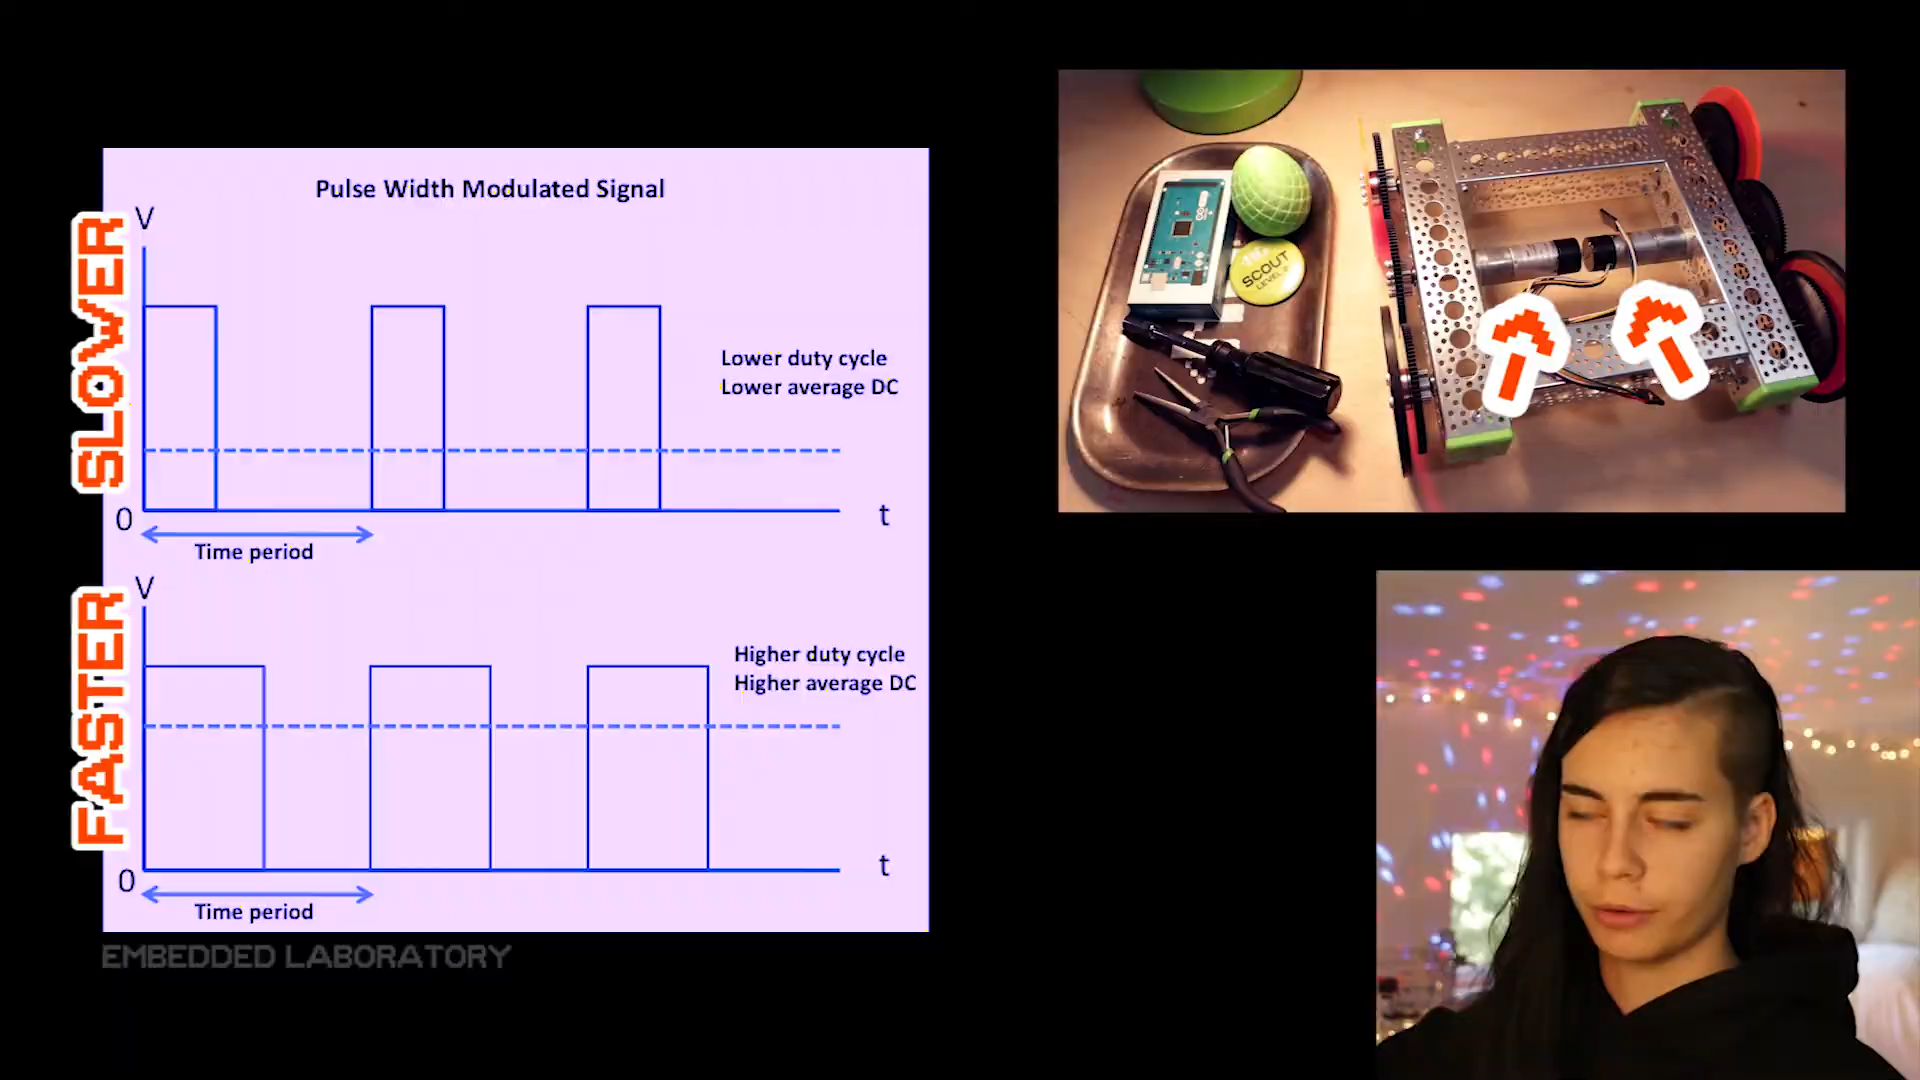 Pulse Width Modulated Signal
SLOWER
V
Lower duty cycle
Lower average DC
0
t
Time period
FASTER
V
Higher duty cycle
Higher average DC
0
t
Time period
EMBEDDED LABORATORY
SCOUT
LEVEL